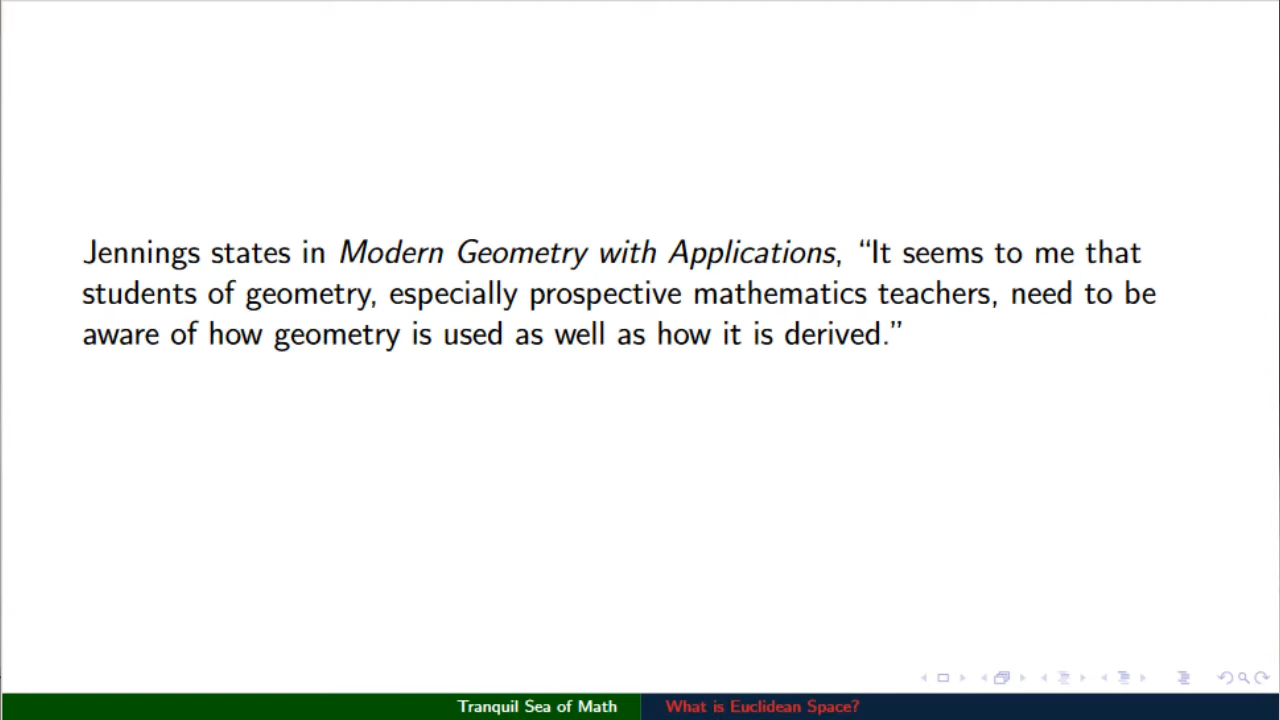 Jennings states in Modern Geometry with Applications, “It seems to me that
students of geometry, especially prospective mathematics teachers, need to be
aware of how geometry is used as well as how it is derived.”
Tranquil Sea of Math
What is Euclidean Space?